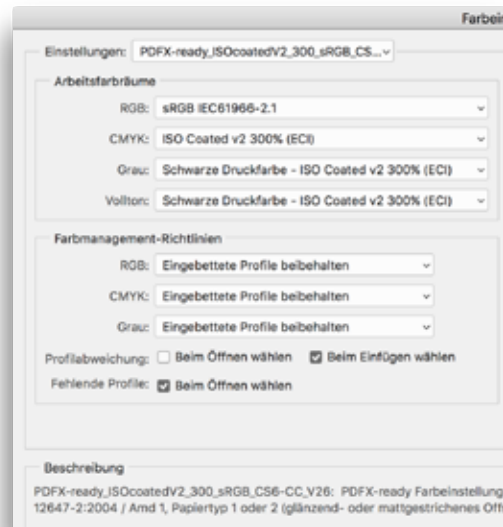 Farbein
Einstellungen: PDFX-ready_ISOcoatedV2_300_sRGB_CS...
Arbeitsfarbräume
RGB: sRGB IEC61966-2.1
CMYK: ISO Coated v2 300% (ECI)
Grau: Schwarze Druckfarbe - ISO Coated v2 300% (ECI)
Vollton: Schwarze Druckfarbe - ISO Coated v2 300% (ECI)
Farbmanagement-Richtlinien
RGB: Eingebettete Profile beibehalten
CMYK: Eingebettete Profile beibehalten
Grau: Eingebettete Profile beibehalten
Profilabweichung: Beim Öffnen wählen Beim Einfügen wählen
Fehlende Profile: Beim Öffnen wählen
Beschreibung
PDFX-ready_ISOcoatedV2_300_sRGB_CS6-CC_V26: PDFX-ready Farbeinstellung
12647-2:2004 / Amd 1, Papiertyp 1 oder 2 (glänzend- oder mattgestrichenes Off